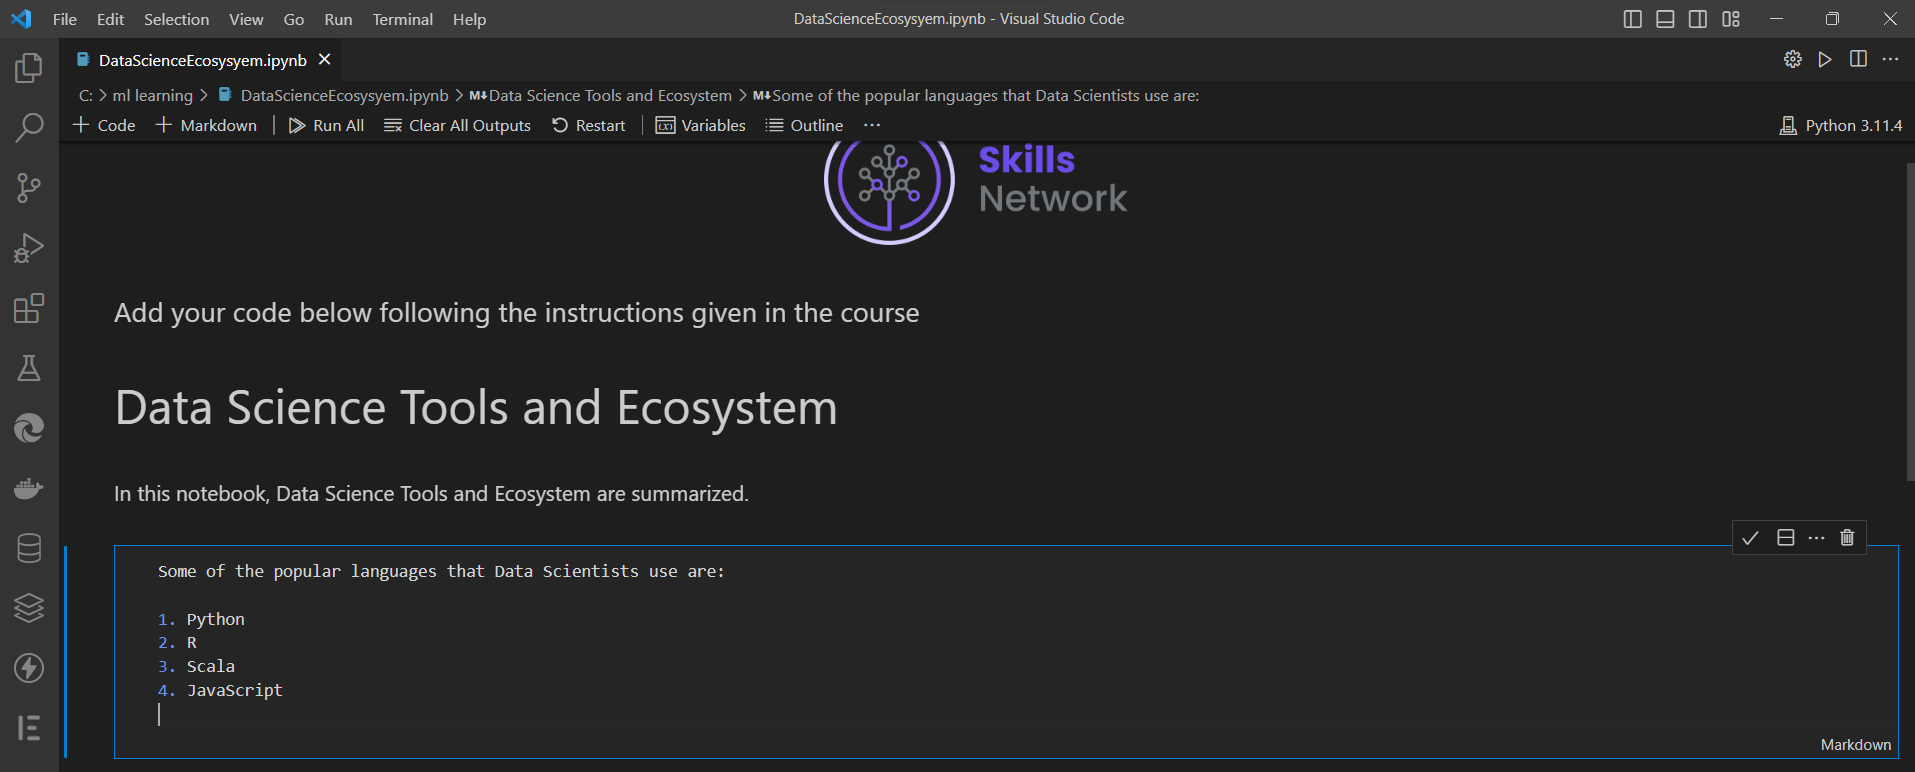 File Edit Selection View Go Run Terminal Help
DataScienceEcosysyem.ipynb - Visual Studio Code
DataScienceEcosysyem.ipynb
C: > ml learning > DataScienceEcosysyem.ipynb > M↓Data Science Tools and Ecosystem > M↓Some of the popular languages that Data Scientists use are:
+ Code + Markdown | Run All Clear All Outputs Restart | Variables Outline ...
Python 3.11.4
Skills
Network
Add your code below following the instructions given in the course
Data Science Tools and Ecosystem
In this notebook, Data Science Tools and Ecosystem are summarized.
Some of the popular languages that Data Scientists use are:
1. Python
2. R
3. Scala
4. JavaScript
Markdown